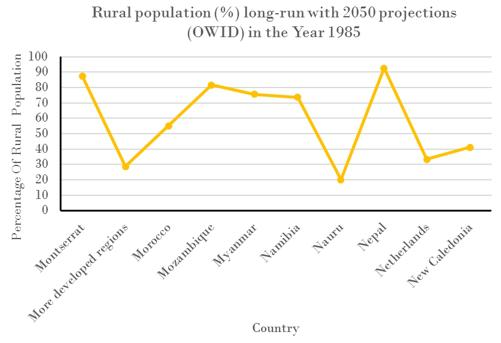 Rural population (%) long-run with 2050 projections
(OWID) in the Year 1985
Percentage Of Rural Population
100
90
80
70
60
50
40
30
20
10
0
Montserrat
More developed regions
Morocco
Mozambique
Myanmar
Namibia
Nauru
Nepal
Netherlands
New Caledonia
Country